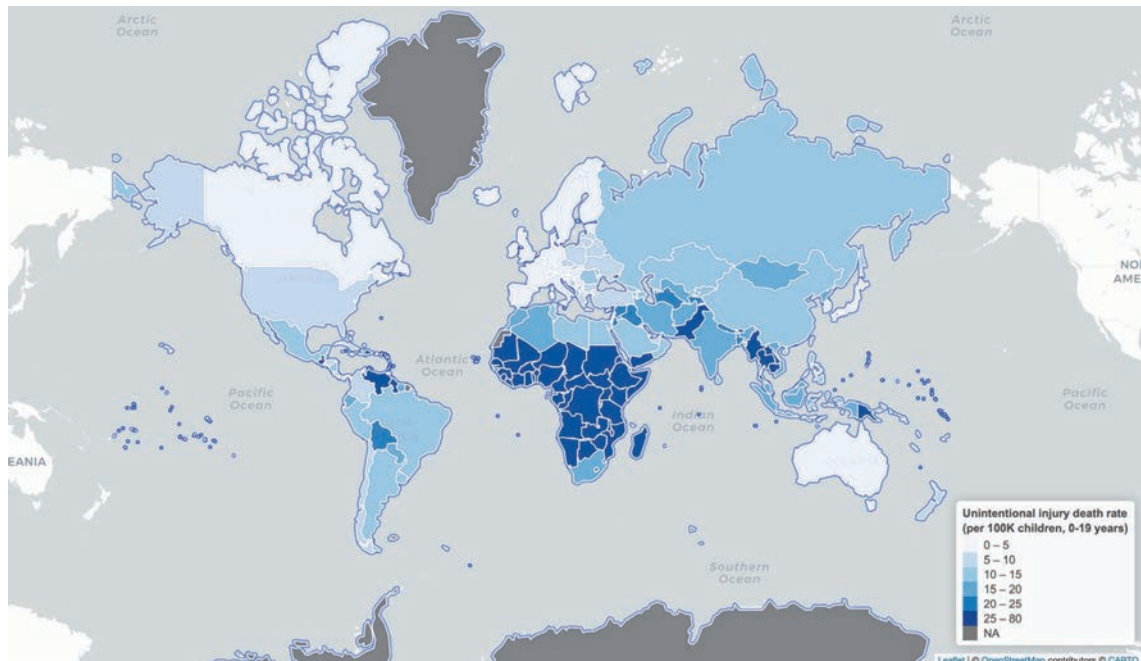 Arctic
Ocean
Arctic
Ocean
NO
AME
Atlantic
Ocean
Pacific
Ocean
Indian
Ocean
Pacific
Ocean
EANIA
Southern
Ocean
Unintentional injury death rate
(per 100K children, 0-19 years)
0 – 5
5 – 10
10 – 15
15 – 20
20 – 25
25 – 80
NA
Leaflet | © OpenStreetMap contributors © CARTO